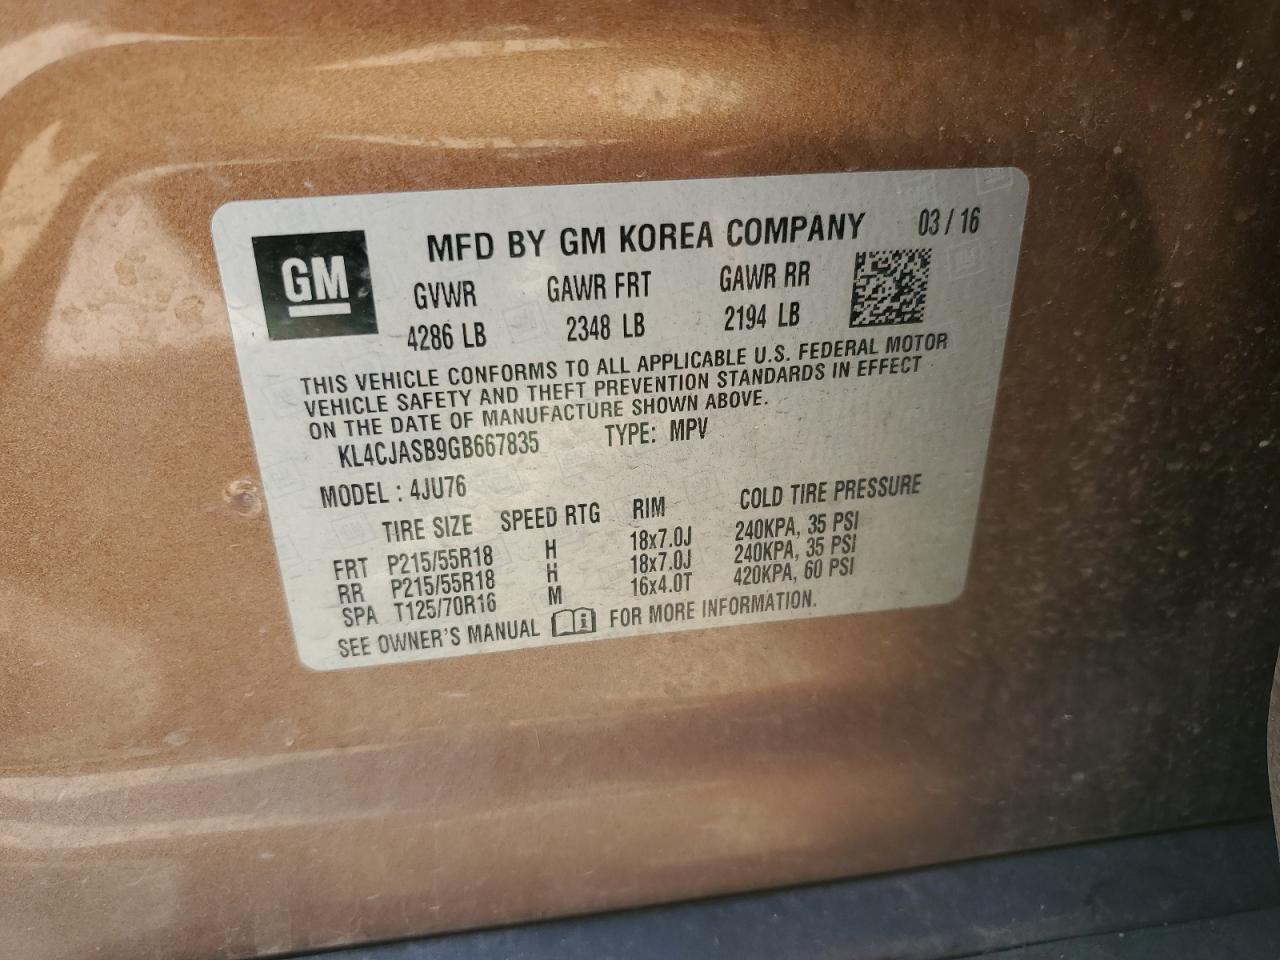 GM
MFD BY GM KOREA COMPANY 03 / 16
GVWR GAWR FRT GAWR RR
4286 LB 2348 LB 2194 LB
THIS VEHICLE CONFORMS TO ALL APPLICABLE U.S. FEDERAL MOTOR
VEHICLE SAFETY AND THEFT PREVENTION STANDARDS IN EFFECT
ON THE DATE OF MANUFACTURE SHOWN ABOVE.
KL4CJASB9GB667835 TYPE: MPV
MODEL : 4JU76
TIRE SIZE SPEED RTG RIM COLD TIRE PRESSURE
FRT P215/55R18 H 18x7.0J 240KPA, 35 PSI
RR P215/55R18 H 18x7.0J 240KPA, 35 PSI
SPA T125/70R16 M 16x4.0T 420KPA, 60 PSI
SEE OWNER'S MANUAL i FOR MORE INFORMATION.